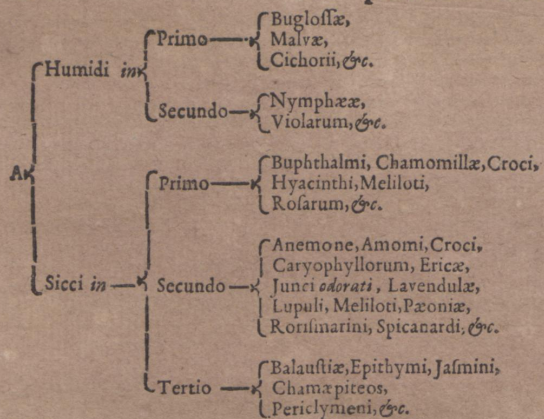 Primo
Buglossæ,
Malvæ,
Cichorii, &c.
Humidi in
Secundo
Nymphææ,
Violarum, &c.
A
Primo
Buphthalmi, Chamomillæ, Croci,
Hyacinthi, Meliloti,
Rosarum, &c.
Sicci in
Secundo
Anemone, Amomi, Croci,
Caryophyllorum, Ericæ,
Junci odorati, Lavendulæ,
Lupuli, Meliloti, Pæoniæ,
Rorismarini, Spicanardi, &c.
Tertio
Balaustiæ, Epithymi, Jasmini,
Chamæpiteos,
Periclymeni, &c.